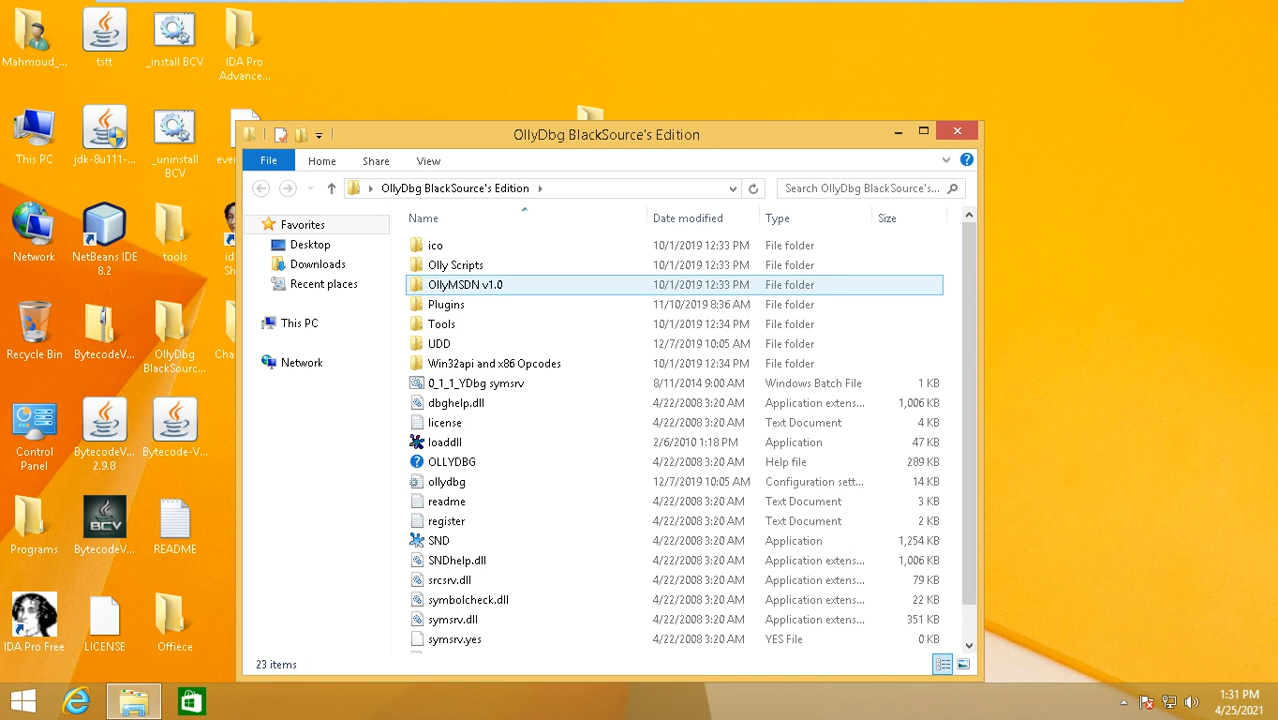 Mahmoud_...
tstt
_install BCV
IDA Pro
Advance...
This PC
jdk-8u111-...
_uninstall
BCV
Network
NetBeans IDE
8.2
tools
Recycle Bin
BytecodeV...
OllyDbg
BlackSourc...
Control
Panel
BytecodeV...
2.9.8
Bytecode-V...
Programs
BCV
BytecodeV...
README
IDA Pro Free
LICENSE
Offiece
OllyDbg BlackSource's Edition
File
Home
Share
View
OllyDbg BlackSource's Edition
Search OllyDbg BlackSource's...
Favorites
Desktop
Downloads
Recent places
This PC
Network
Name Date modified Type Size
ico 10/1/2019 12:33 PM File folder
Olly Scripts 10/1/2019 12:33 PM File folder
OllyMSDN v1.0 10/1/2019 12:33 PM File folder
Plugins 11/10/2019 8:36 AM File folder
Tools 10/1/2019 12:34 PM File folder
UDD 12/7/2019 10:05 AM File folder
Win32api and x86 Opcodes 10/1/2019 12:34 PM File folder
0_1_1_YDbg symsrv 8/11/2014 9:00 AM Windows Batch File 1 KB
dbghelp.dll 4/22/2008 3:20 AM Application extens... 1,006 KB
license 4/22/2008 3:20 AM Text Document 4 KB
loaddll 2/6/2010 1:18 PM Application 47 KB
OLLYDBG 4/22/2008 3:20 AM Help file 289 KB
ollydbg 12/7/2019 10:05 AM Configuration sett... 14 KB
readme 4/22/2008 3:20 AM Text Document 3 KB
register 4/22/2008 3:20 AM Text Document 2 KB
SND 4/22/2008 3:20 AM Application 1,254 KB
SNDhelp.dll 4/22/2008 3:20 AM Application extens... 1,006 KB
srcsrv.dll 4/22/2008 3:20 AM Application extens... 79 KB
symbolcheck.dll 4/22/2008 3:20 AM Application extens... 22 KB
symsrv.dll 4/22/2008 3:20 AM Application extens... 351 KB
symsrv.yes 4/22/2008 3:20 AM YES File 0 KB
23 items
1:31 PM
4/25/2021